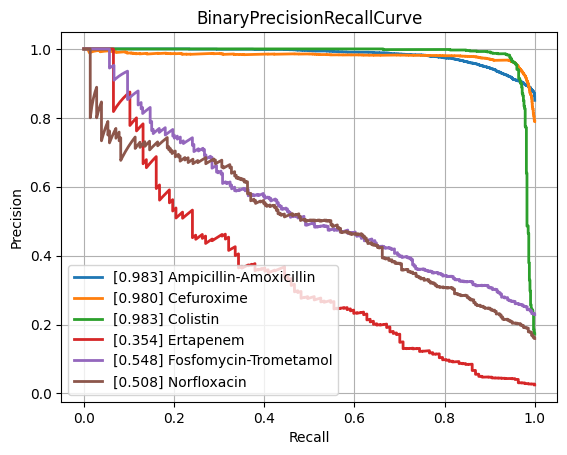 BinaryPrecisionRecallCurve
1.0
0.8
0.6
0.4
0.2
0.0
Precision
[0.983] Ampicillin-Amoxicillin
[0.980] Cefuroxime
[0.983] Colistin
[0.354] Ertapenem
[0.548] Fosfomycin-Trometamol
[0.508] Norfloxacin
0.0 0.2 0.4 0.6 0.8 1.0
Recall